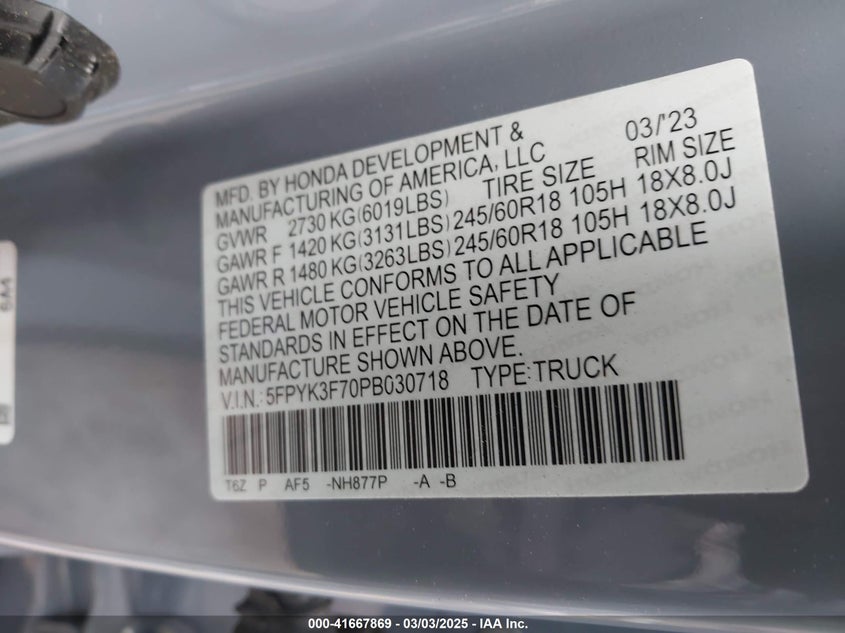 MFD. BY HONDA DEVELOPMENT & 03/'23
MANUFACTURING OF AMERICA, LLC
GVWR 2730 KG(6019LBS) TIRE SIZE RIM SIZE
GAWR F 1420 KG(3131LBS) 245/60R18 105H 18X8.0J
GAWR R 1480 KG(3263LBS) 245/60R18 105H 18X8.0J
THIS VEHICLE CONFORMS TO ALL APPLICABLE
FEDERAL MOTOR VEHICLE SAFETY
STANDARDS IN EFFECT ON THE DATE OF
MANUFACTURE SHOWN ABOVE.
V.I.N.: 5FPYK3F70PB030718 TYPE:TRUCK
T6Z P AF5 -NH877P -A -B
000-41667869 - 03/03/2025 - IAA Inc.